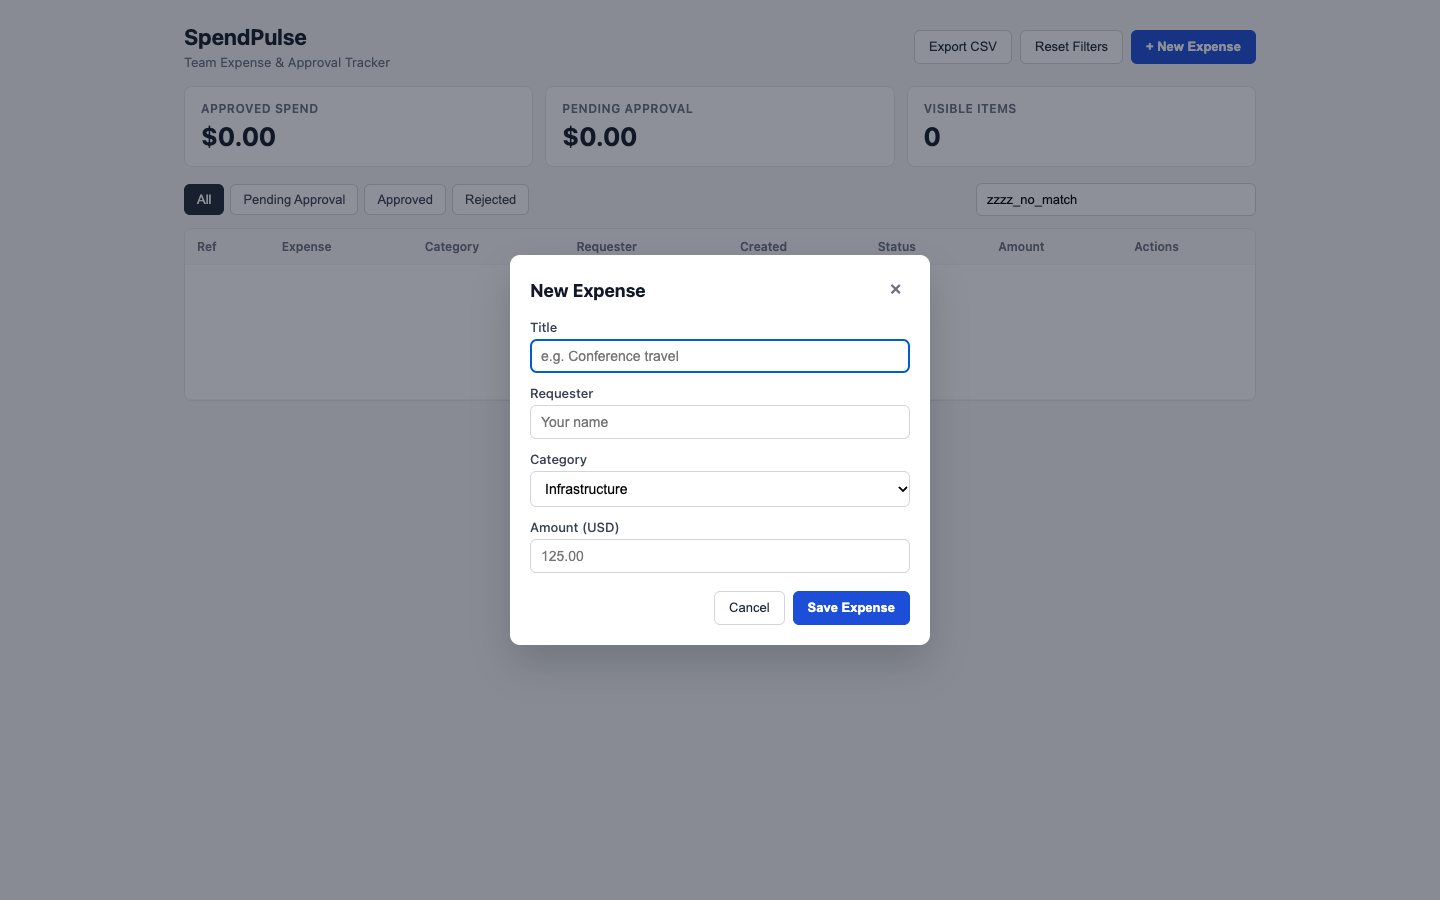 SpendPulse
Team Expense & Approval Tracker
Export CSV
Reset Filters
+ New Expense
APPROVED SPEND
$0.00
PENDING APPROVAL
$0.00
VISIBLE ITEMS
0
All
Pending Approval
Approved
Rejected
zzzz_no_match
Ref Expense Category Requester Created Status Amount Actions
New Expense
×
Title
e.g. Conference travel
Requester
Your name
Category
Infrastructure
Amount (USD)
125.00
Cancel
Save Expense